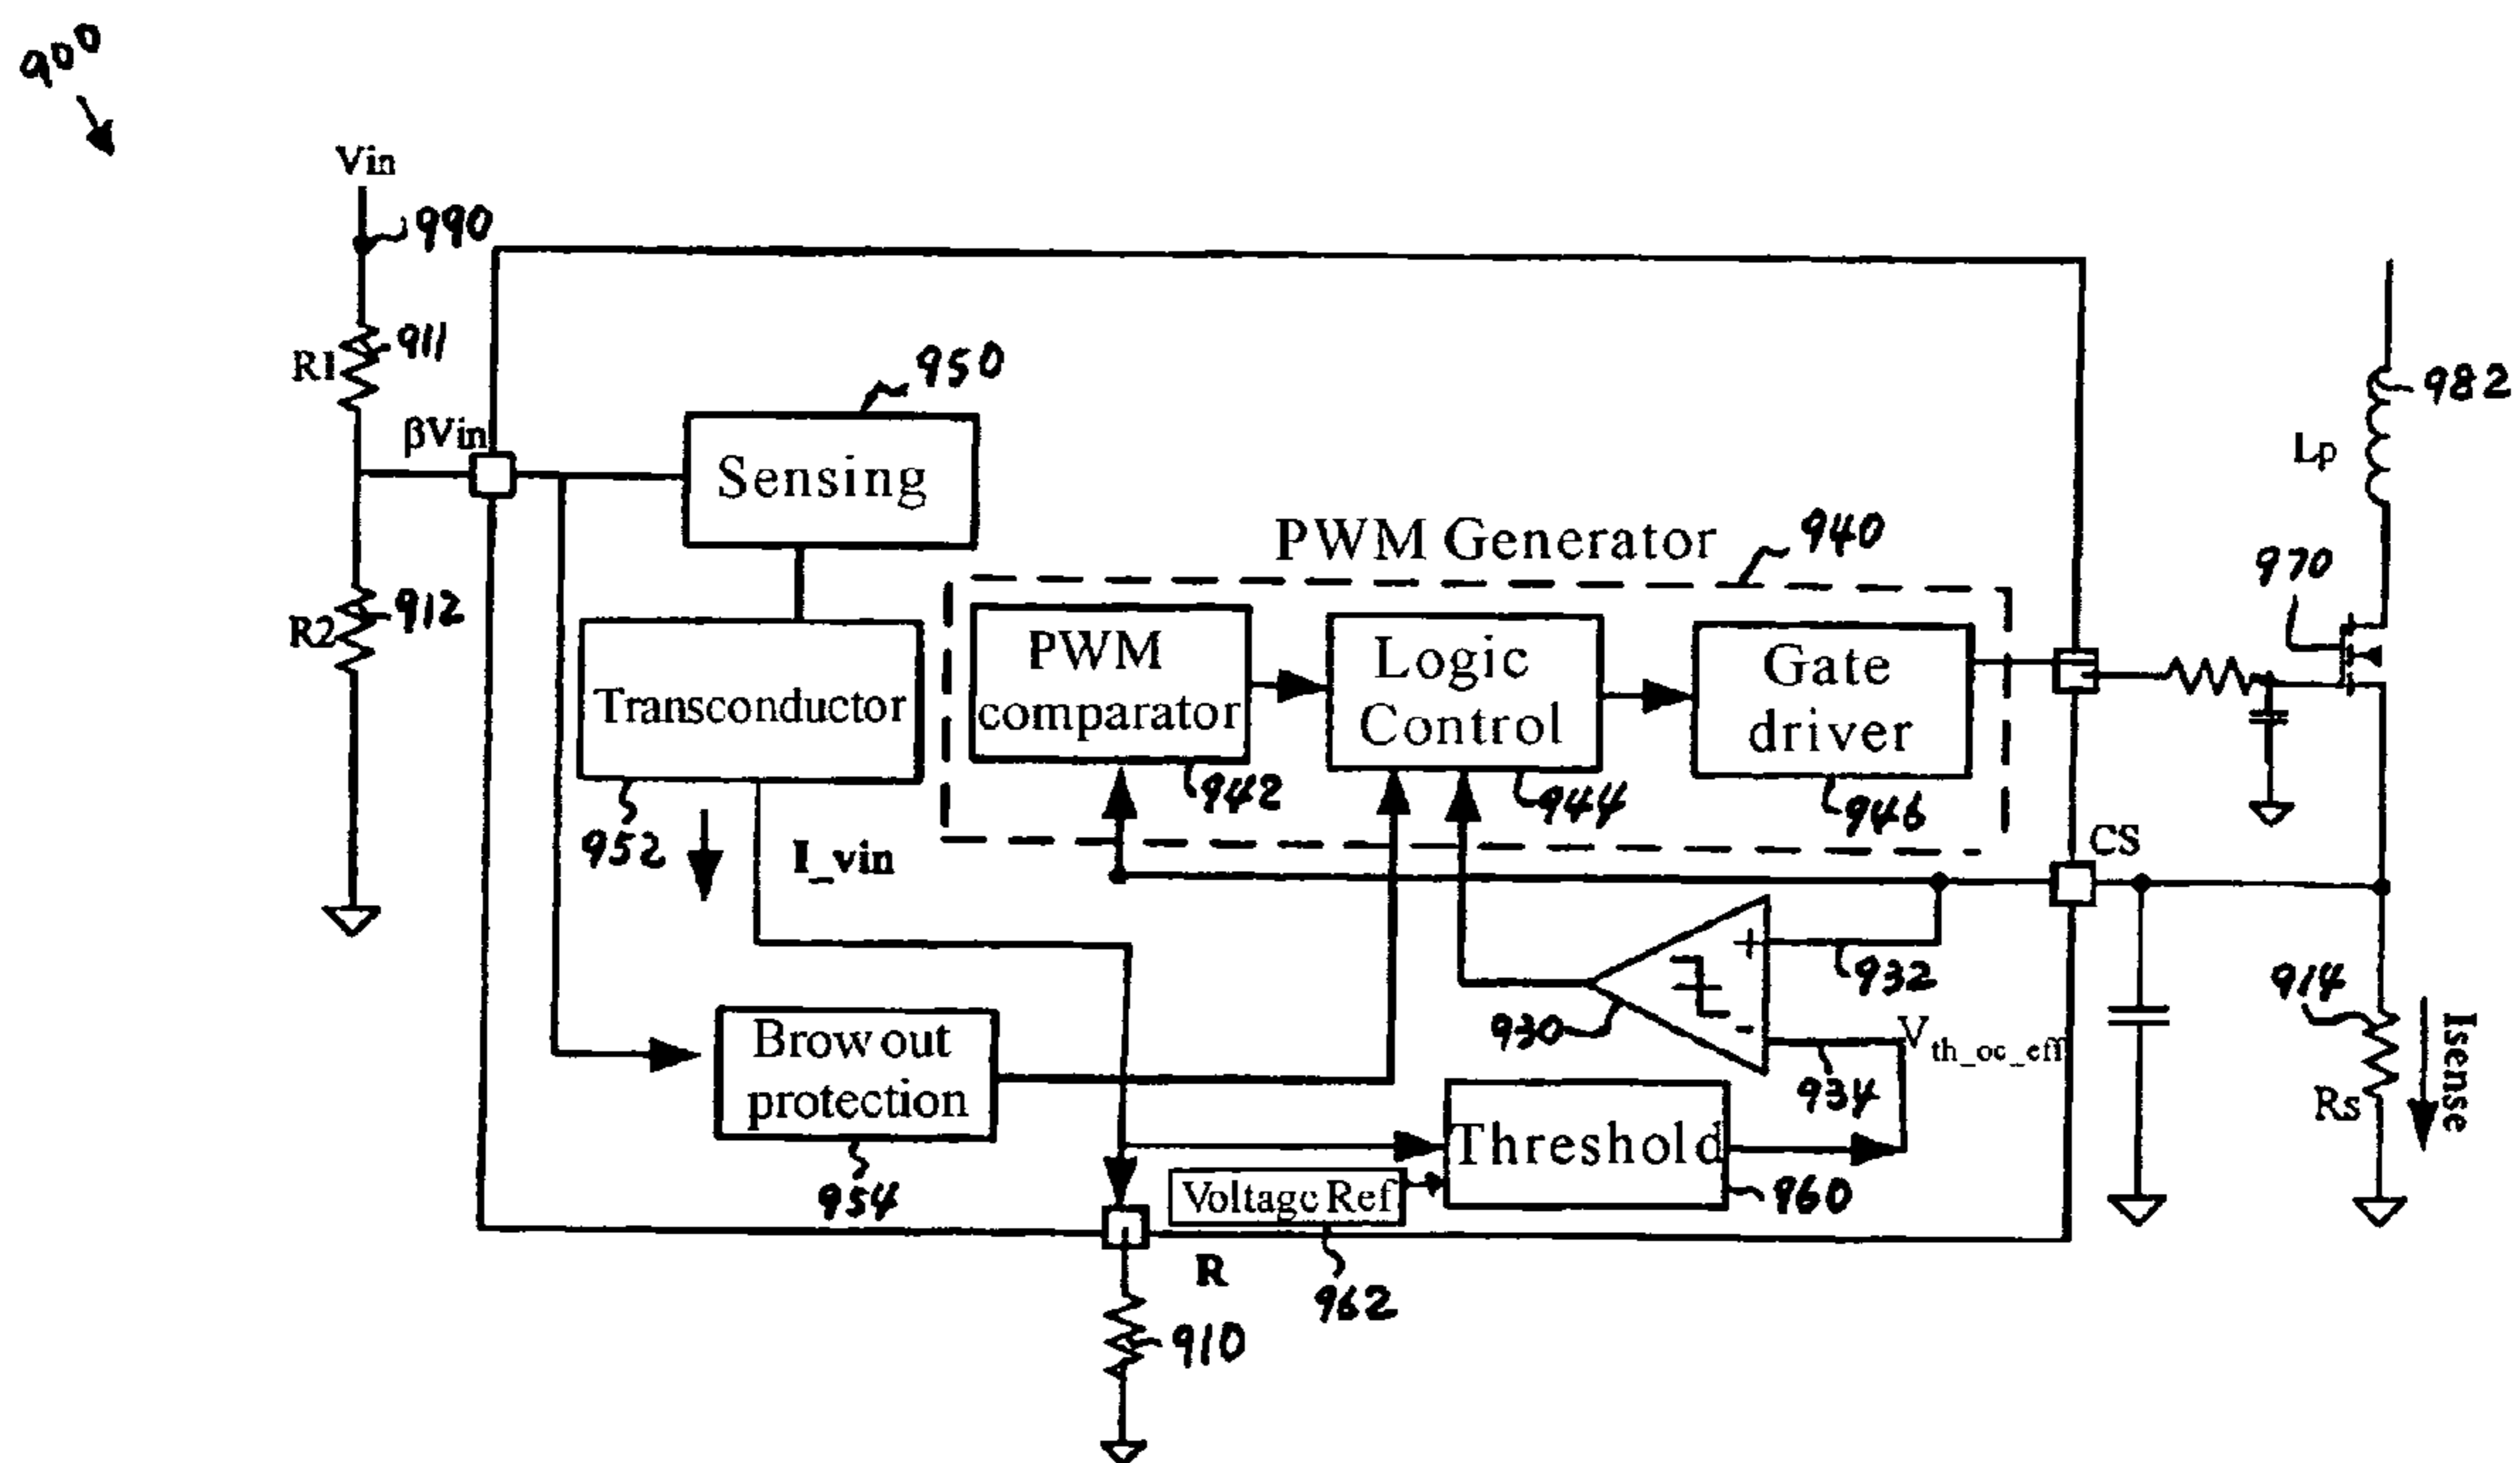 900
Vin
990
R1
911
βVin
950
Sensing
982
Lp
PWM Generator
940
970
R2
912
Transconductor
PWM
comparator
Logic
Control
Gate
driver
952
942
944
946
I_vin
CS
932
914
Isense
930
Vth_oc_eff
934
Rs
Brow out
protection
954
Threshold
960
Voltage Ref
962
R
910
+
-